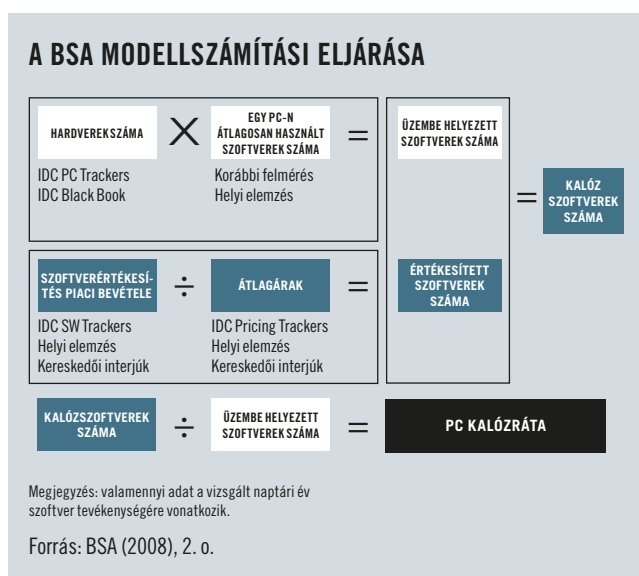 A BSA MODELLSZÁMÍTÁSI ELJÁRÁSA
HARDVEREK SZÁMA
×
EGY PC-N
ÁTLAGOSAN HASZNÁLT
SZOFTVEREK SZÁMA
=
ÜZEMBE HELYEZETT
SZOFTVEREK SZÁMA
IDC PC Trackers
IDC Black Book
Korábbi felmérés
Helyi elemzés
=
KALÓZ
SZOFTVEREK
SZÁMA
SZOFTVERÉRTÉKESÍ-
TÉS PIACI BEVÉTELE
÷
ÁTLAGÁRAK
=
ÉRTÉKESÍTETT
SZOFTVEREK
SZÁMA
IDC SW Trackers
Helyi elemzés
Kereskedői interjúk
IDC Pricing Trackers
Helyi elemzés
Kereskedői interjúk
KALÓZSZOFTVEREK
SZÁMA
÷
ÜZEMBE HELYEZETT
SZOFTVEREK SZÁMA
=
PC KALÓZRÁTA
Megjegyzés: valamennyi adat a vizsgált naptári év
szoftver tevékenységére vonatkozik.
Forrás: BSA (2008), 2. o.